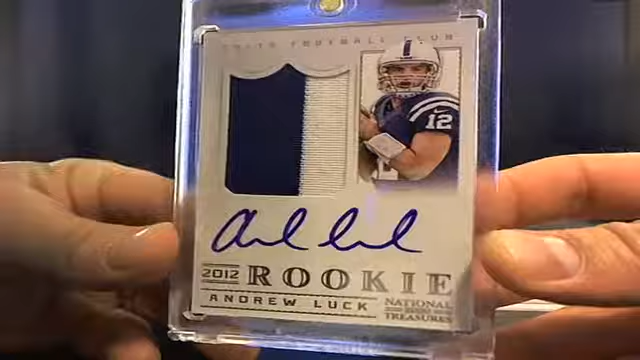 COLTS FOOTBALL CLUB
12
2012 ROOKIE
ANDREW LUCK
NATIONAL
TREASURES